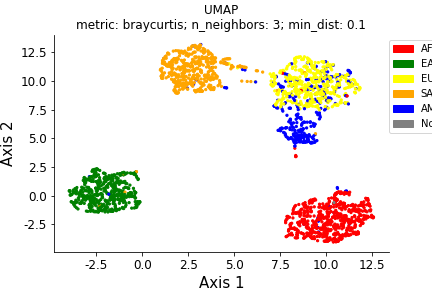 UMAP
metric: braycurtis; n_neighbors: 3; min_dist: 0.1
12.5
10.0
7.5
5.0
2.5
0.0
-2.5
Axis 2
-2.5 0.0 2.5 5.0 7.5 10.0 12.5
Axis 1
AF
EA
EU
SA
AM
No